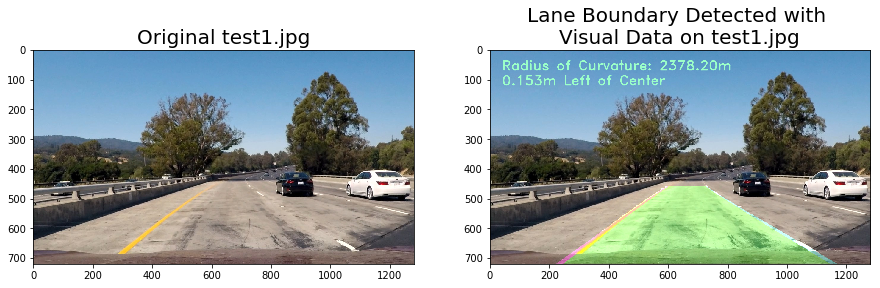 Original test1.jpg
Lane Boundary Detected with
Visual Data on test1.jpg
0
100
200
300
400
500
600
700
0 200 400 600 800 1000 1200
Radius of Curvature: 2378.20m
0.153m Left of Center
0
100
200
300
400
500
600
700
0 200 400 600 800 1000 1200